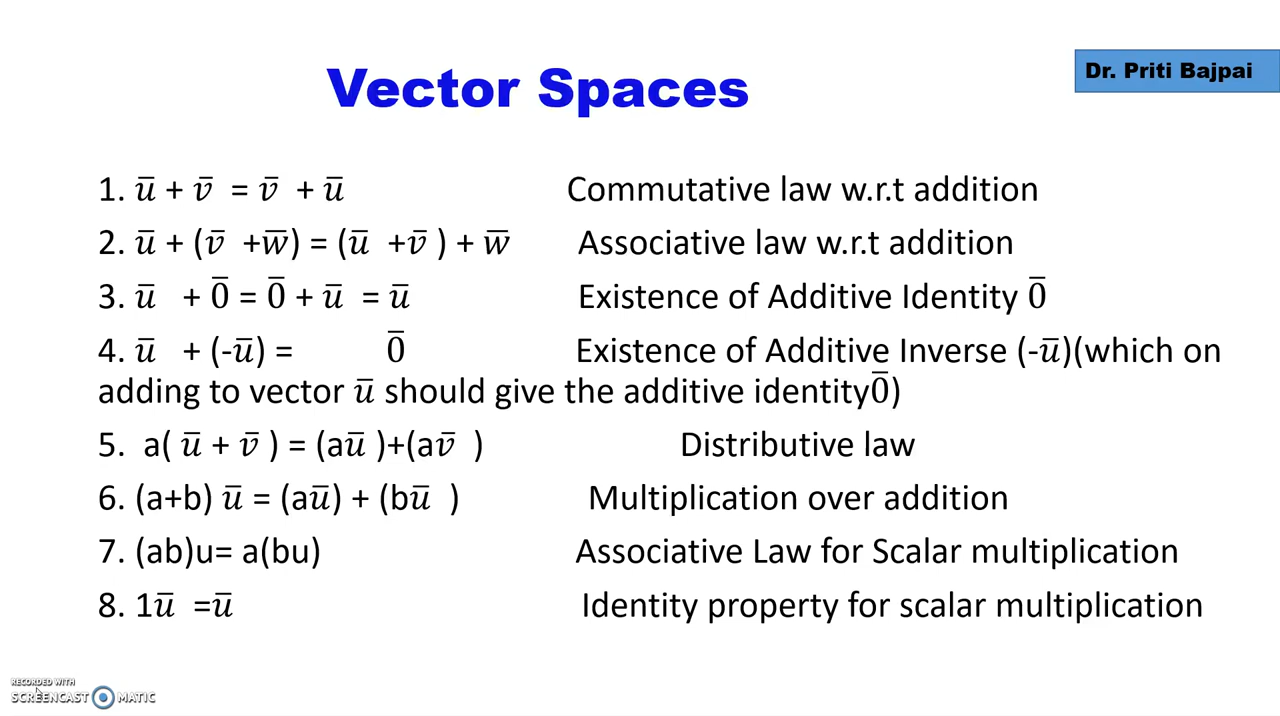 Vector Spaces
Dr. Priti Bajpai
1. u̅ + v̅ = v̅ + u̅ Commutative law w.r.t addition
2. u̅ + (v̅ +w̅) = (u̅ +v̅ ) + w̅ Associative law w.r.t addition
3. u̅ + 0̅ = 0̅ + u̅ = u̅ Existence of Additive Identity 0̅
4. u̅ + (-u̅) = 0̅ Existence of Additive Inverse (-u̅)(which on
adding to vector u̅ should give the additive identity0̅)
5. a( u̅ + v̅ ) = (au̅ )+(av̅ ) Distributive law
6. (a+b) u̅ = (au̅) + (bu̅ ) Multiplication over addition
7. (ab)u= a(bu) Associative Law for Scalar multiplication
8. 1u̅ =u̅ Identity property for scalar multiplication
RECORDED WITH
SCREENCAST MATIC